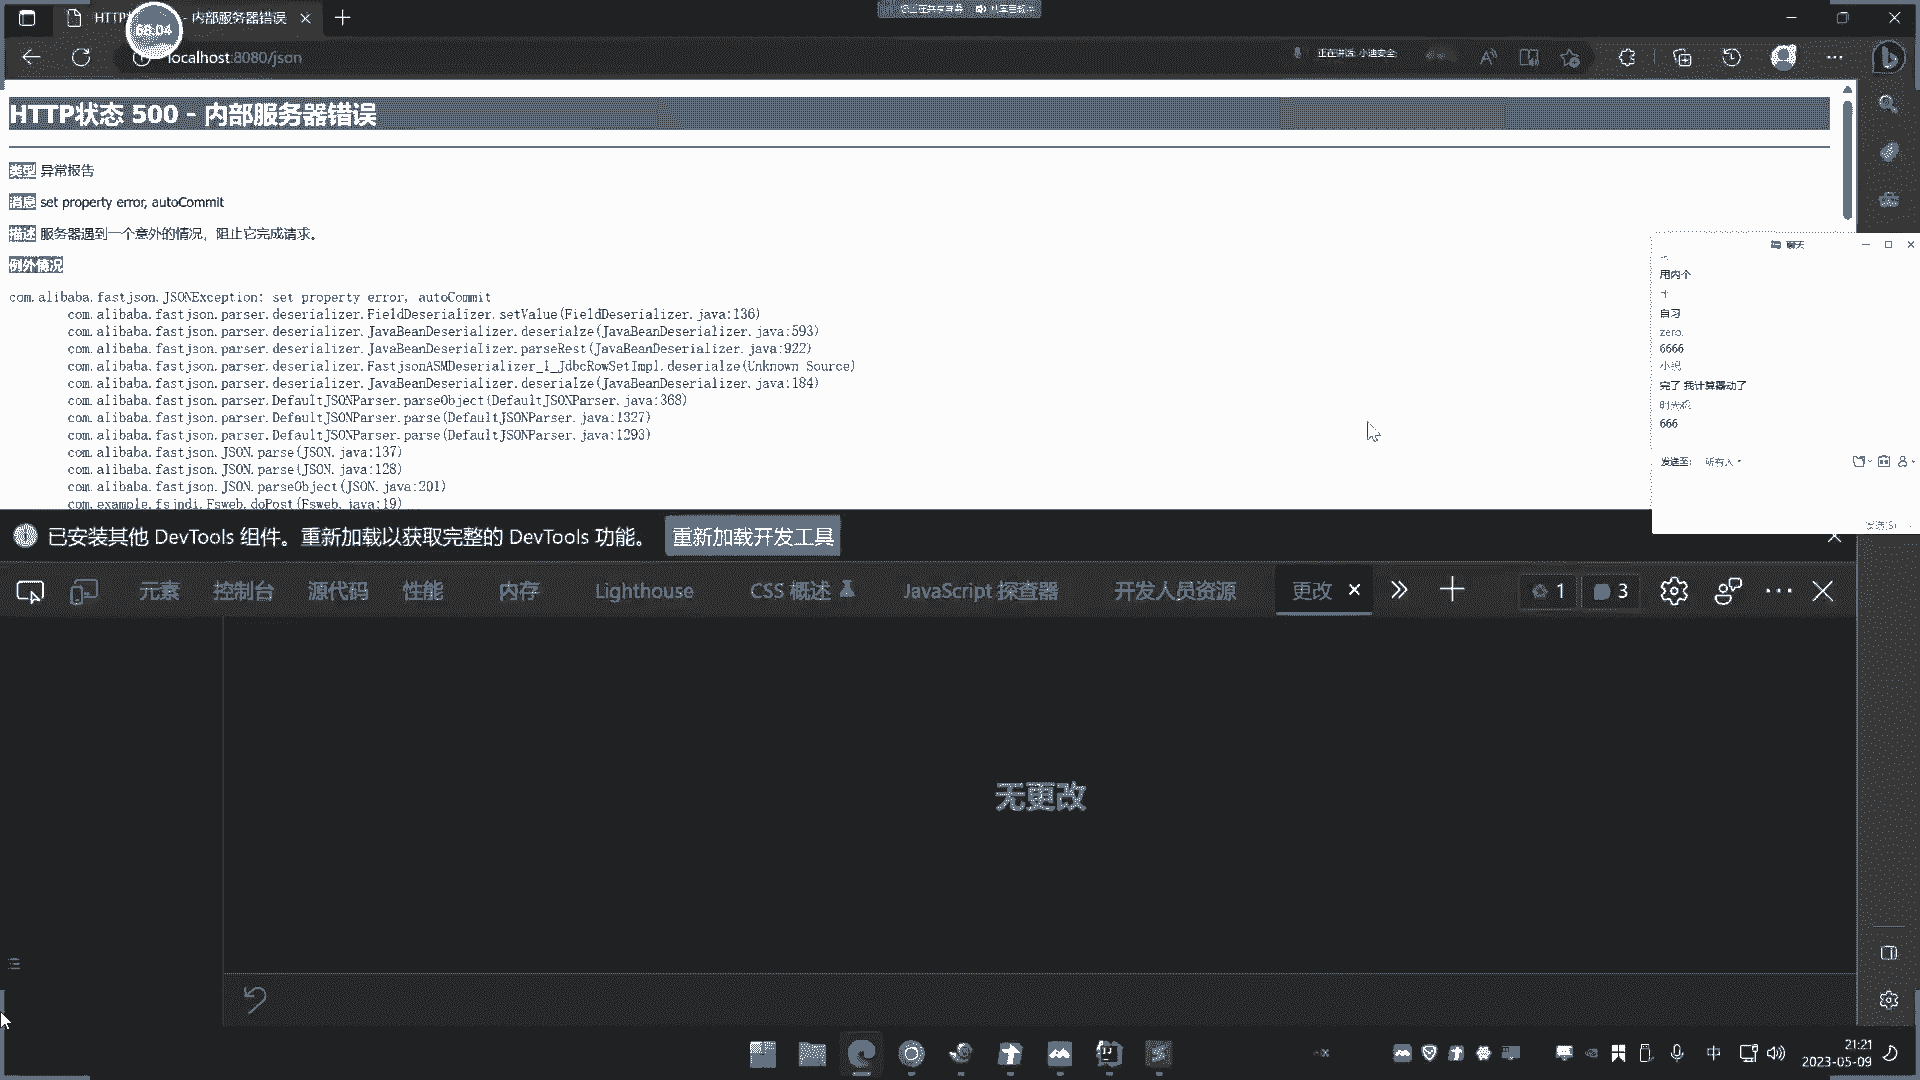 HTTP
- 内部服务器错误
68:04
localhost:8080/json
正在讲话: 小迪安全;
HTTP状态 500 - 内部服务器错误
类型 异常报告
消息 set property error, autoCommit
描述 服务器遇到一个意外的情况，阻止它完成请求。
例外情况
com.alibaba.fastjson.JSONException: set property error, autoCommit
com.alibaba.fastjson.parser.deserializer.FieldDeserializer.setValue(FieldDeserializer.java:136)
com.alibaba.fastjson.parser.deserializer.JavaBeanDeserializer.deserialze(JavaBeanDeserializer.java:593)
com.alibaba.fastjson.parser.deserializer.JavaBeanDeserializer.parseRest(JavaBeanDeserializer.java:922)
com.alibaba.fastjson.parser.deserializer.FastjsonASMDeserializer_1_JdbcRowSetImpl.deserialze(Unknown Source)
com.alibaba.fastjson.parser.deserializer.JavaBeanDeserializer.deserialze(JavaBeanDeserializer.java:184)
com.alibaba.fastjson.parser.DefaultJSONParser.parseObject(DefaultJSONParser.java:368)
com.alibaba.fastjson.parser.DefaultJSONParser.parse(DefaultJSONParser.java:1327)
com.alibaba.fastjson.parser.DefaultJSONParser.parse(DefaultJSONParser.java:1293)
com.alibaba.fastjson.JSON.parse(JSON.java:137)
com.alibaba.fastjson.JSON.parse(JSON.java:128)
com.alibaba.fastjson.JSON.parseObject(JSON.java:201)
com.example.fsjndi.Fsweb.doPost(Fsweb.java:19)
聊天
用内个
自习
zero.
6666
完了 我计算器动了
666
发送至: 所有人
已安装其他 DevTools 组件。重新加载以获取完整的 DevTools 功能。 重新加载开发工具
元素 控制台 源代码 性能 内存 Lighthouse CSS 概述 JavaScript 探查器 开发人员资源 更改 1 3
无更改
中
21:21
2023-05-09